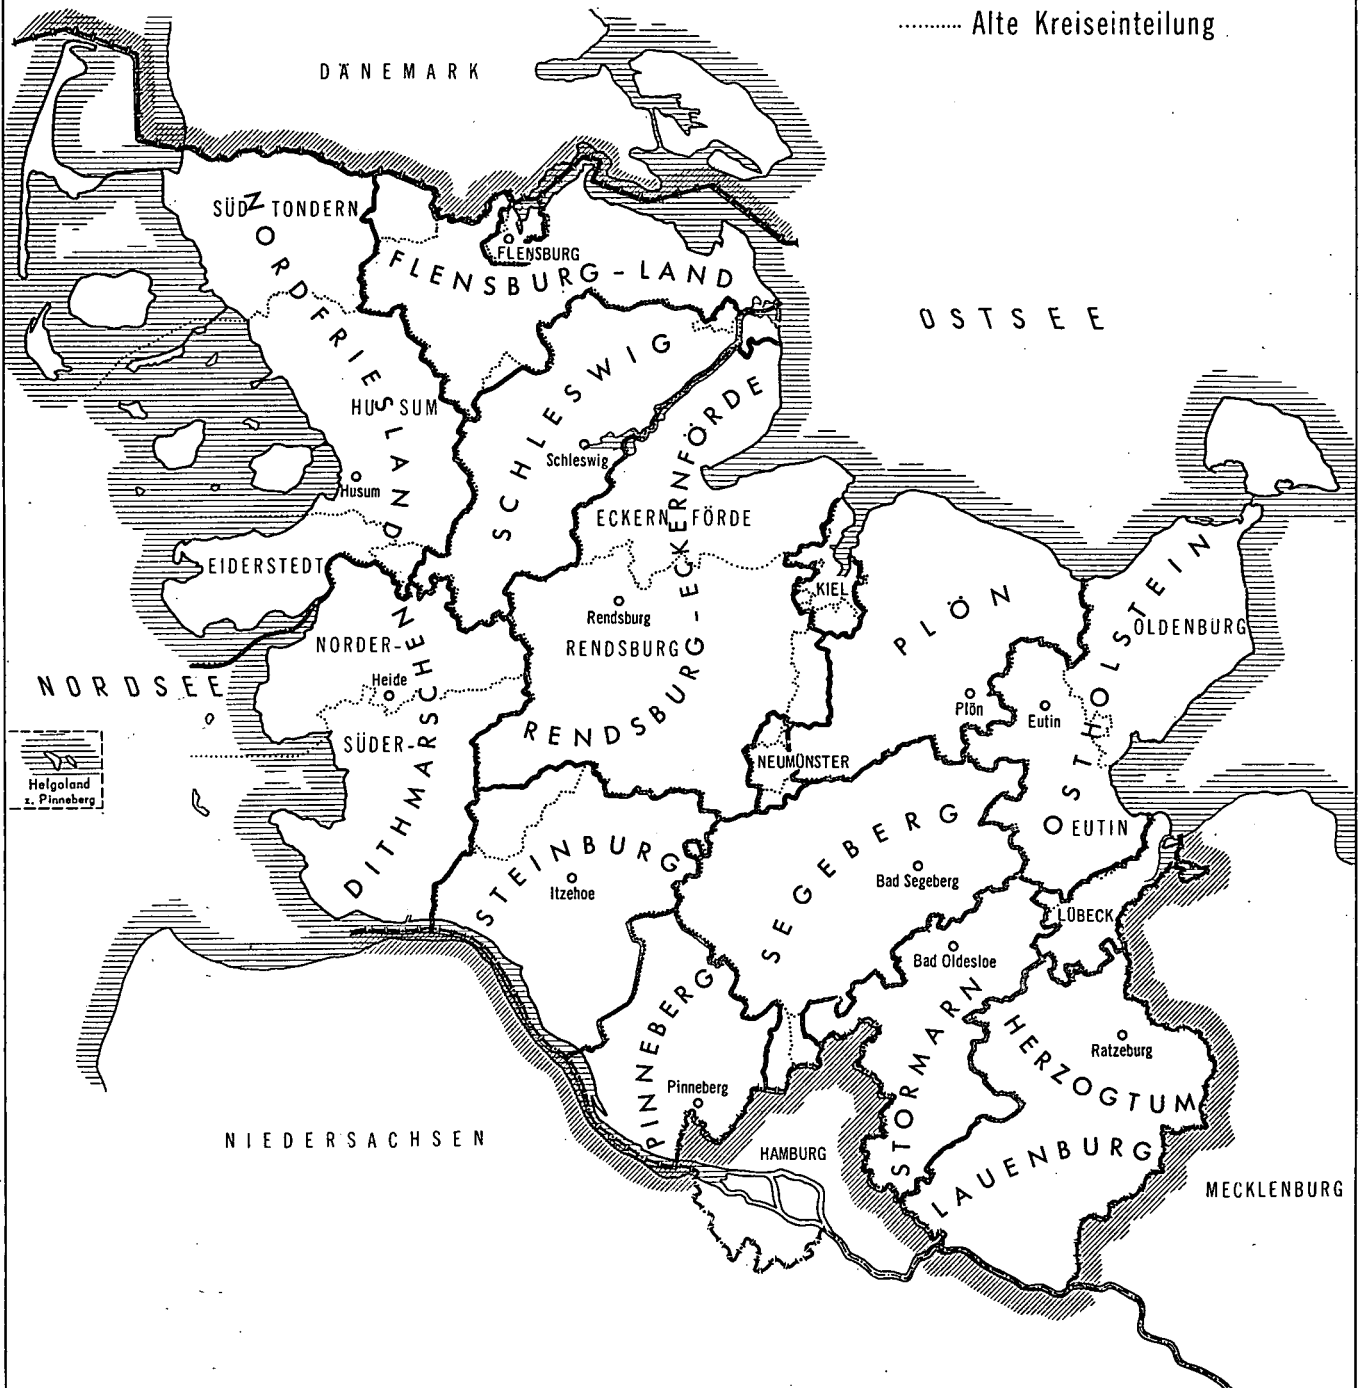 Alte Kreiseinteilung
DÄNEMARK
SÜD TONDERN
NORDFRIESLAND
FLENSBURG
FLENSBURG-LAND
OSTSEE
SCHLESWIG
HUSUM
Schleswig
Husum
ECKERNFÖRDE
RENDSBURG-ECKERNFÖRDE
EIDERSTEDT
KIEL
PLÖN
OSTHOLSTEIN
OLDENBURG
Rendsburg
RENDSBURG
NORDER-
Heide
SÜDER-
DITHMARSCHEN
NORDSEE
Plön
Eutin
Helgoland
z. Pinneberg
NEUMÜNSTER
EUTIN
STEINBURG
Itzehoe
SEGEBERG
Bad Segeberg
LÜBECK
Bad Oldesloe
PINNEBERG
Pinneberg
STORMARN
HERZOGTUM
LAUENBURG
Ratzeburg
NIEDERSACHSEN
HAMBURG
MECKLENBURG